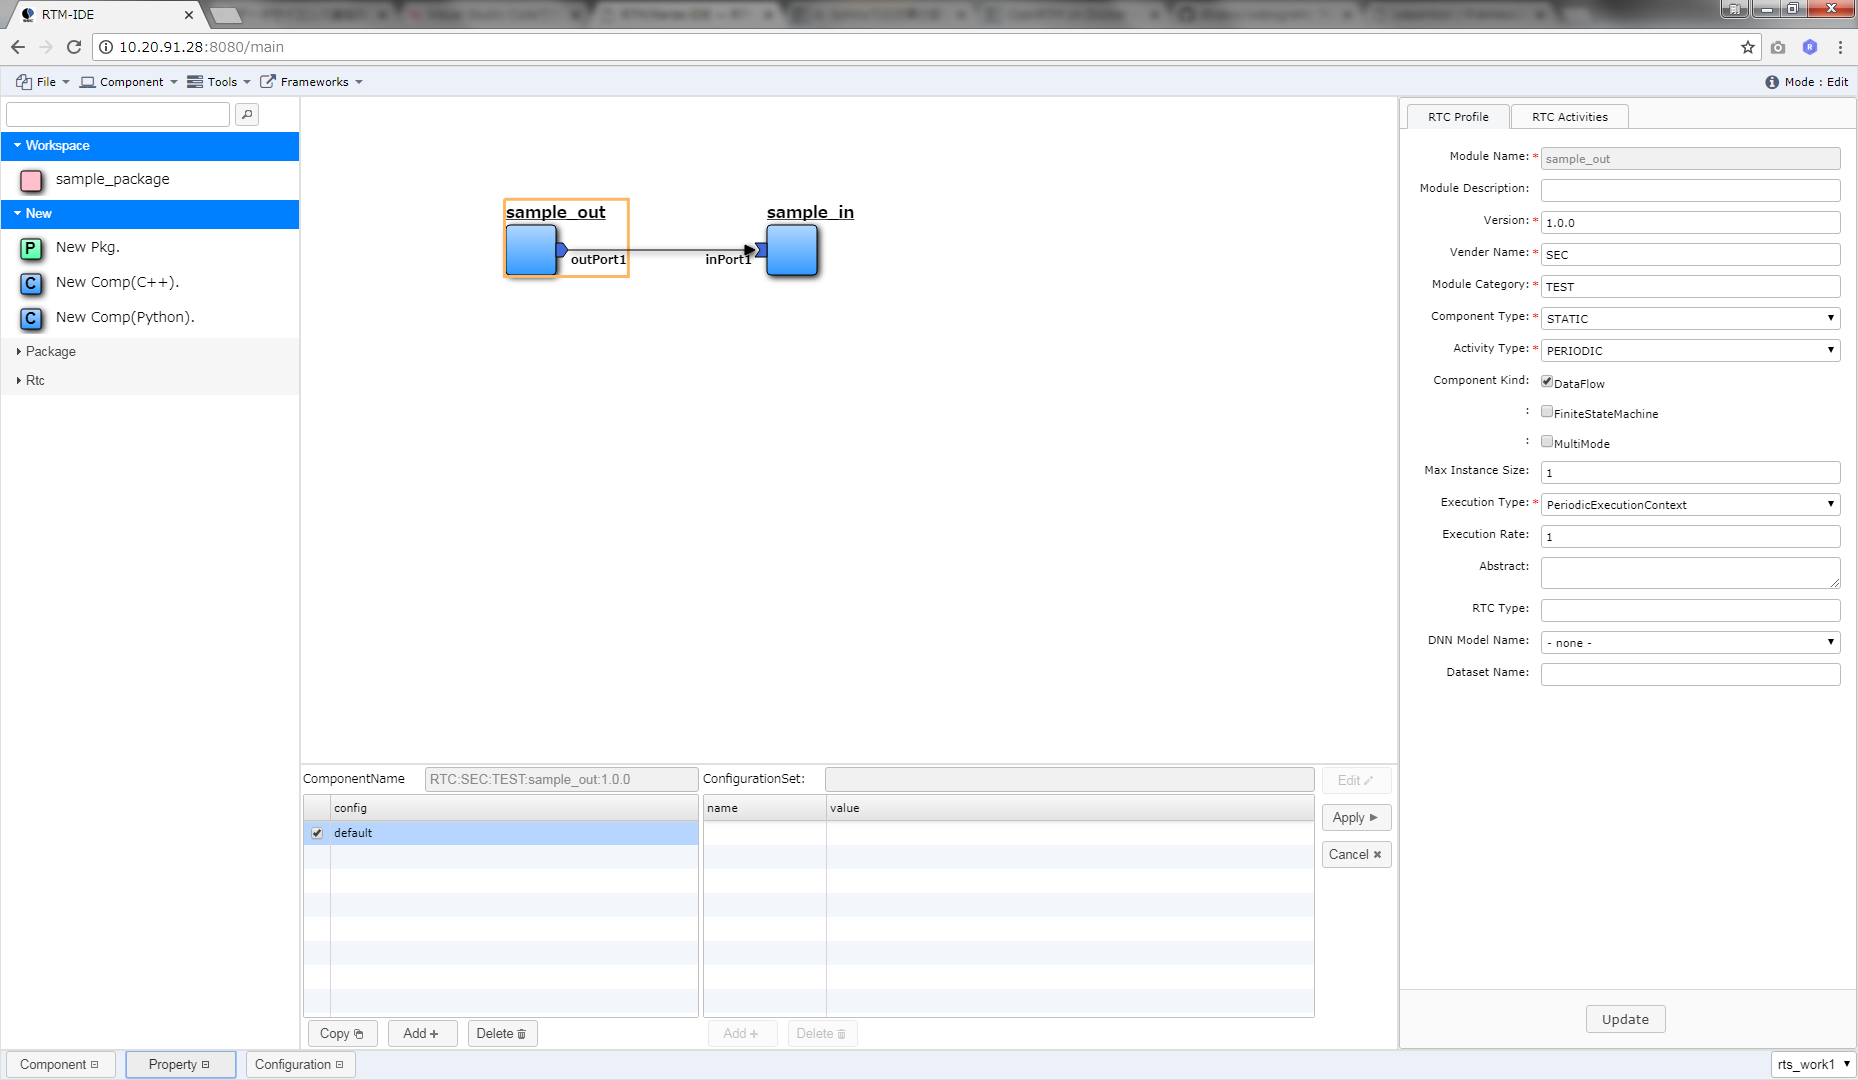 RTM-IDE
10.20.91.28:8080/main
File Component Tools Frameworks Mode : Edit
Workspace
sample_package
New
P New Pkg.
C New Comp(C++).
C New Comp(Python).
Package
Rtc
sample_out sample_in
outPort1 inPort1
RTC Profile RTC Activities
Module Name:* sample_out
Module Description:
Version:* 1.0.0
Vender Name:* SEC
Module Category:* TEST
Component Type:* STATIC
Activity Type:* PERIODIC
Component Kind: DataFlow
: FiniteStateMachine
: MultiMode
Max Instance Size: 1
Execution Type:* PeriodicExecutionContext
Execution Rate: 1
Abstract:
RTC Type:
DNN Model Name: - none -
Dataset Name:
Update
ComponentName RTC:SEC:TEST:sample_out:1.0.0 ConfigurationSet: Edit
config name value
Apply
default
Cancel
Copy Add Delete Add Delete
Component Property Configuration rts_work1